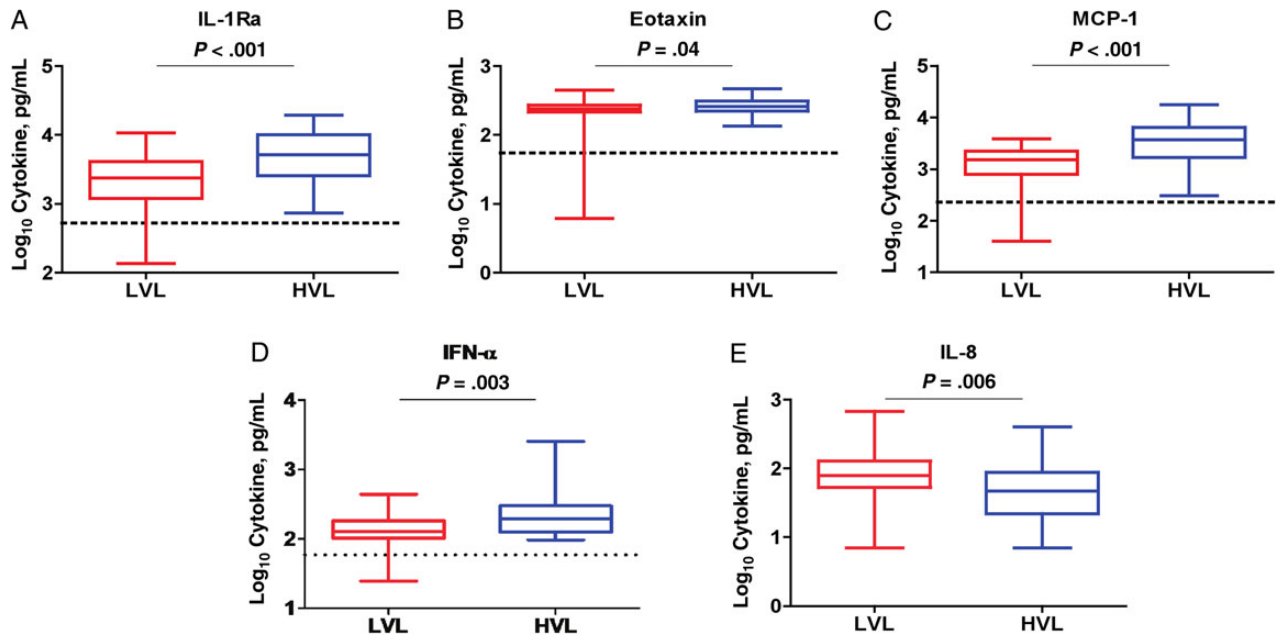 A
IL-1Ra
P < .001
Log10 Cytokine, pg/mL
5
4
3
2
LVL
HVL
B
Eotaxin
P = .04
Log10 Cytokine, pg/mL
3
2
1
0
LVL
HVL
C
MCP-1
P < .001
Log10 Cytokine, pg/mL
5
4
3
2
1
LVL
HVL
D
IFN-α
P = .003
Log10 Cytokine, pg/mL
4
3
2
1
LVL
HVL
E
IL-8
P = .006
Log10 Cytokine, pg/mL
3
2
1
0
LVL
HVL